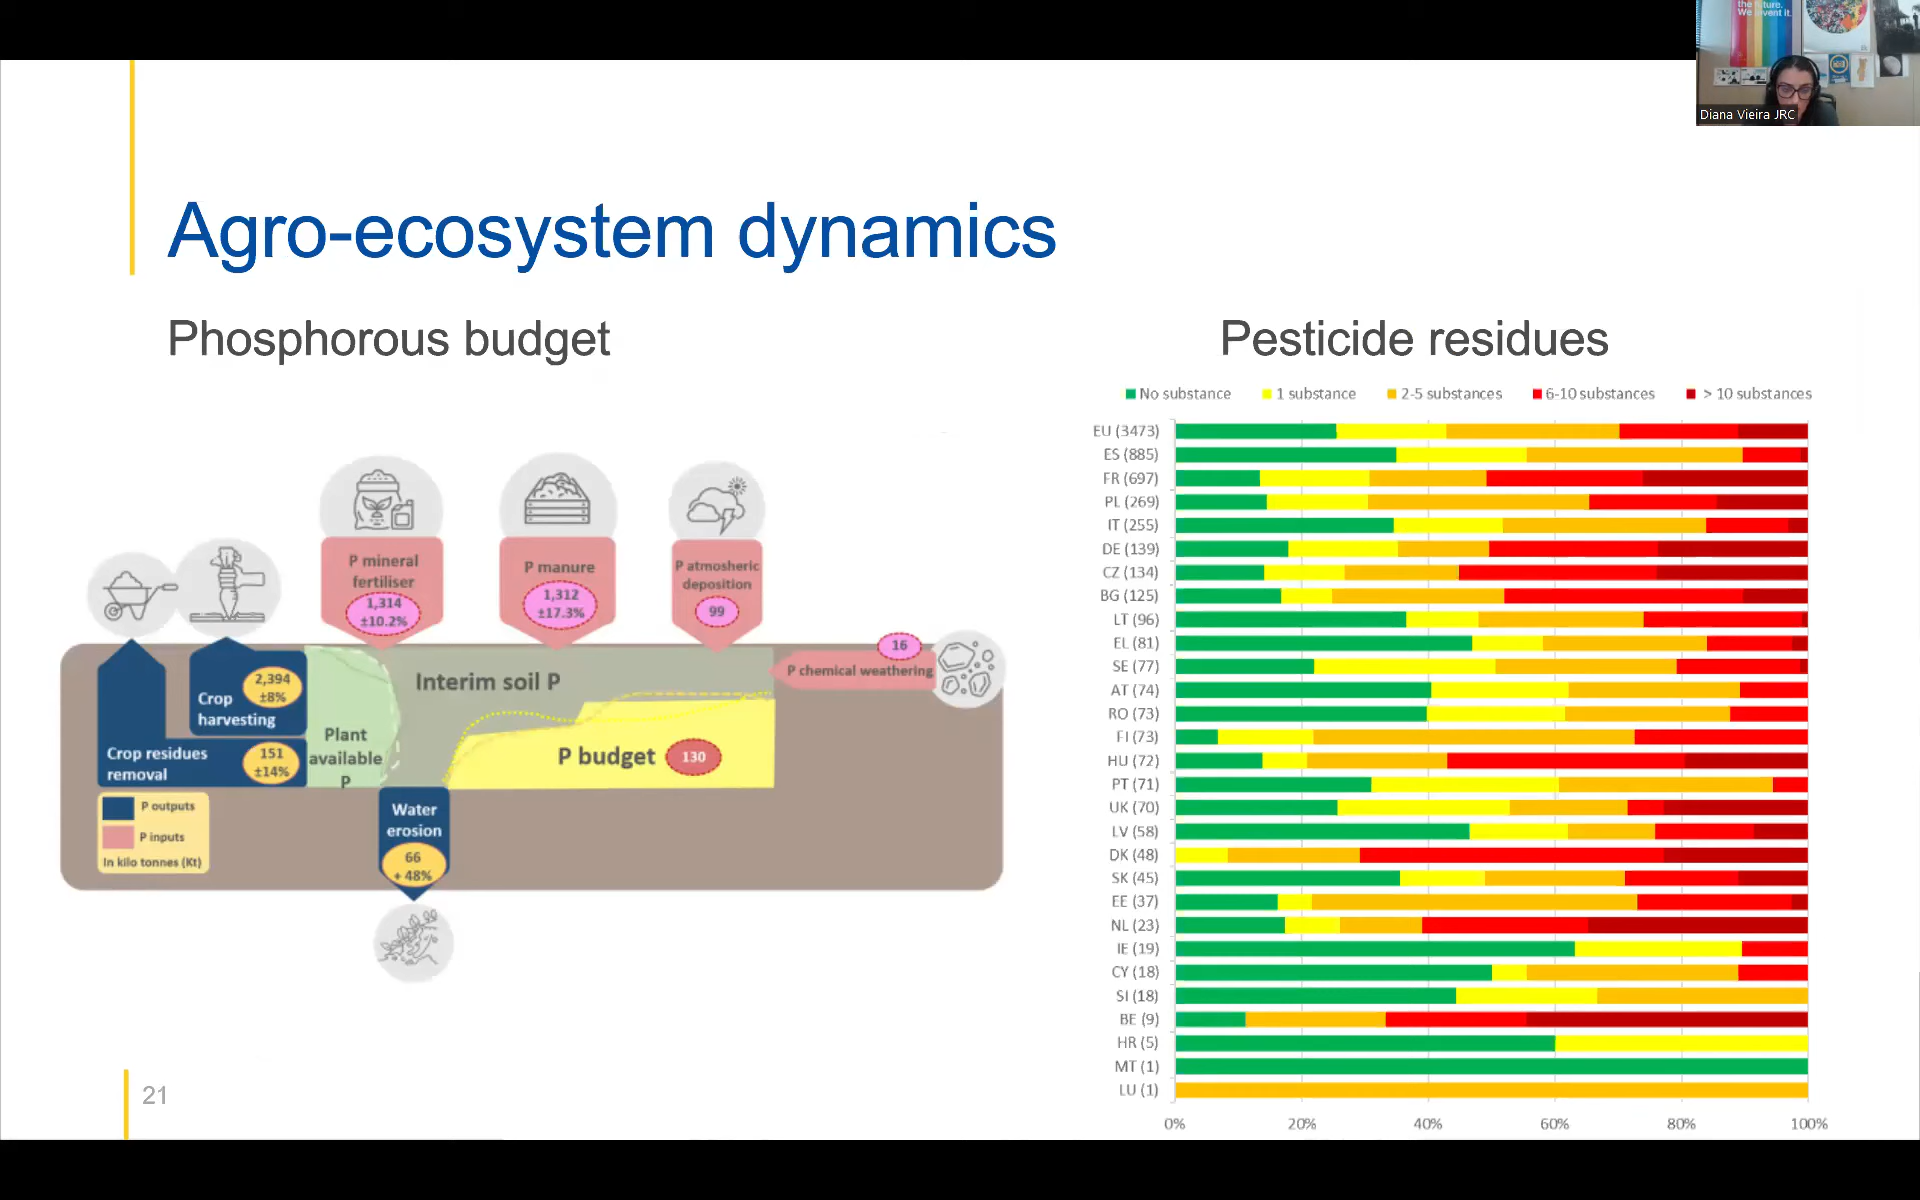 the future.
We invent it.
Diana Vieira JRC
Agro-ecosystem dynamics
Phosphorous budget
Pesticide residues
P mineral
fertiliser
1,314
±10.2%
P manure
1,312
±17.3%
P atmosheric
deposition
99
16
P chemical weathering
Interim soil P
Crop
harvesting
2,394
±8%
Crop residues
removal
151
±14%
Plant
available
P
P budget
130
Water
erosion
66
+ 48%
P outputs
P inputs
In kilo tonnes (Kt)
No substance
1 substance
2-5 substances
6-10 substances
> 10 substances
EU (3473)
ES (885)
FR (697)
PL (269)
IT (255)
DE (139)
CZ (134)
BG (125)
LT (96)
EL (81)
SE (77)
AT (74)
RO (73)
FI (73)
HU (72)
PT (71)
UK (70)
LV (58)
DK (48)
SK (45)
EE (37)
NL (23)
IE (19)
CY (18)
SI (18)
BE (9)
HR (5)
MT (1)
LU (1)
0%
20%
40%
60%
80%
100%
21